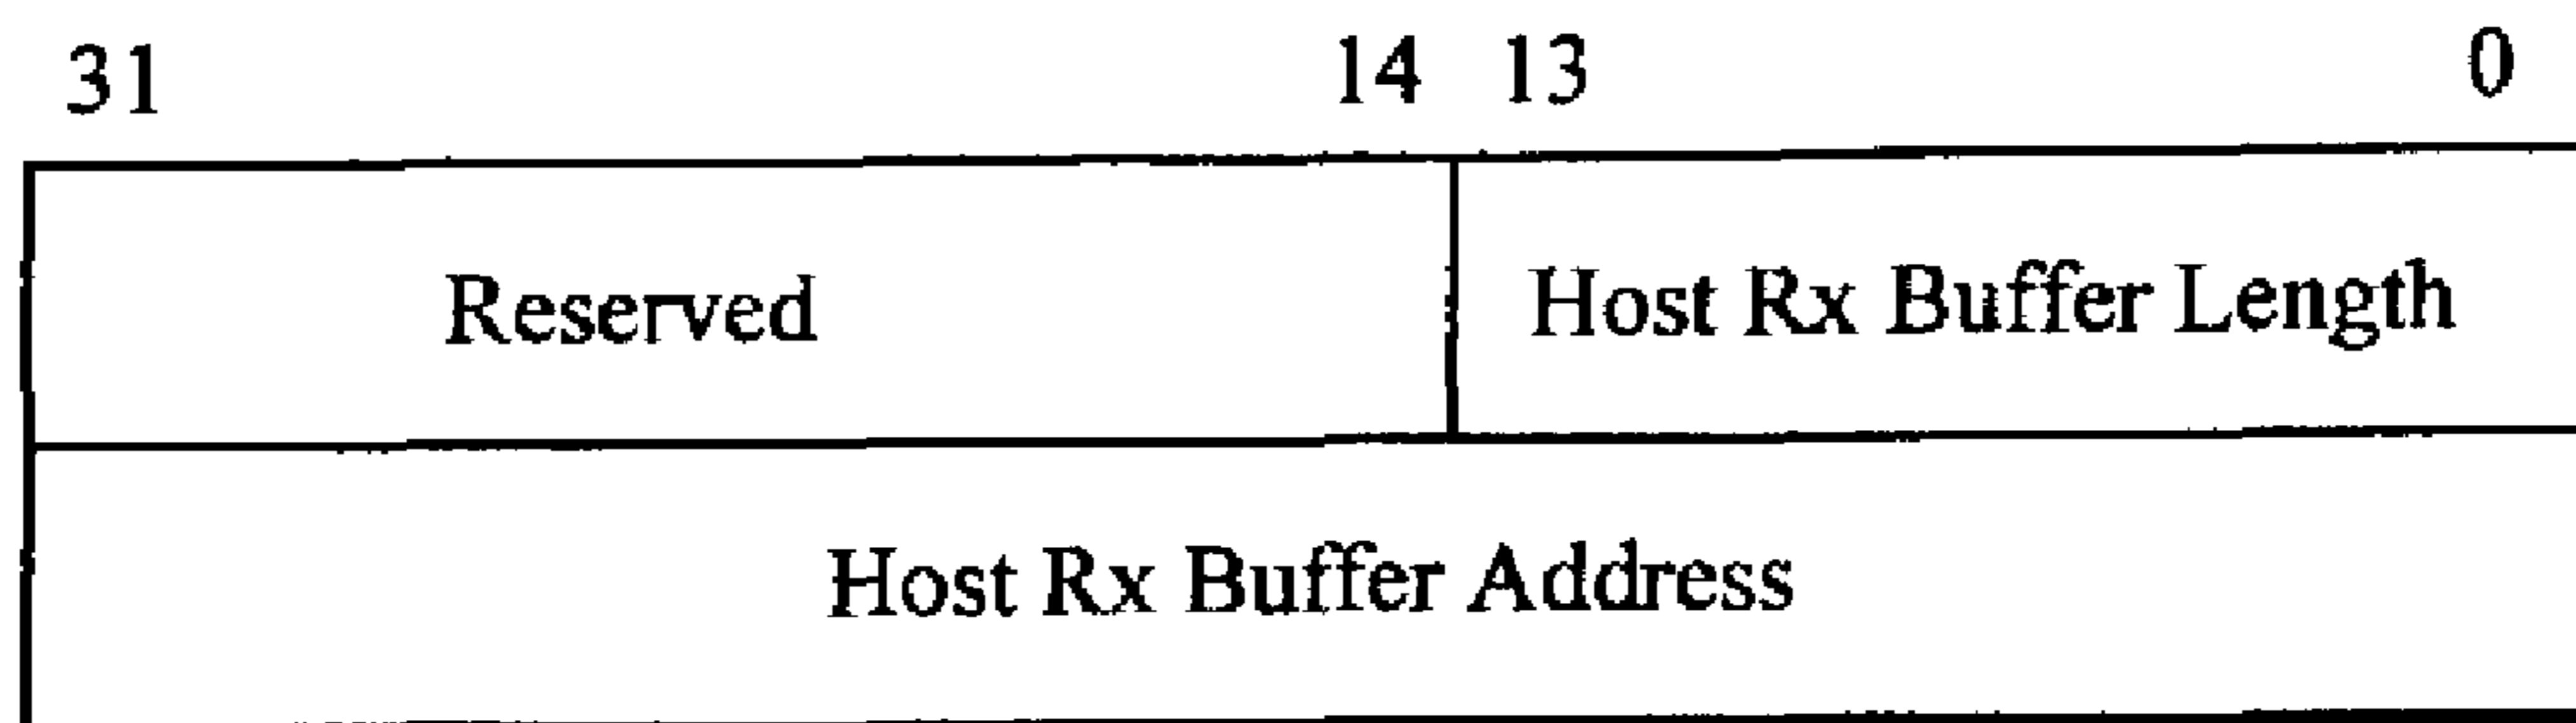 31 14 13 0
Reserved Host Rx Buffer Length
Host Rx Buffer Address